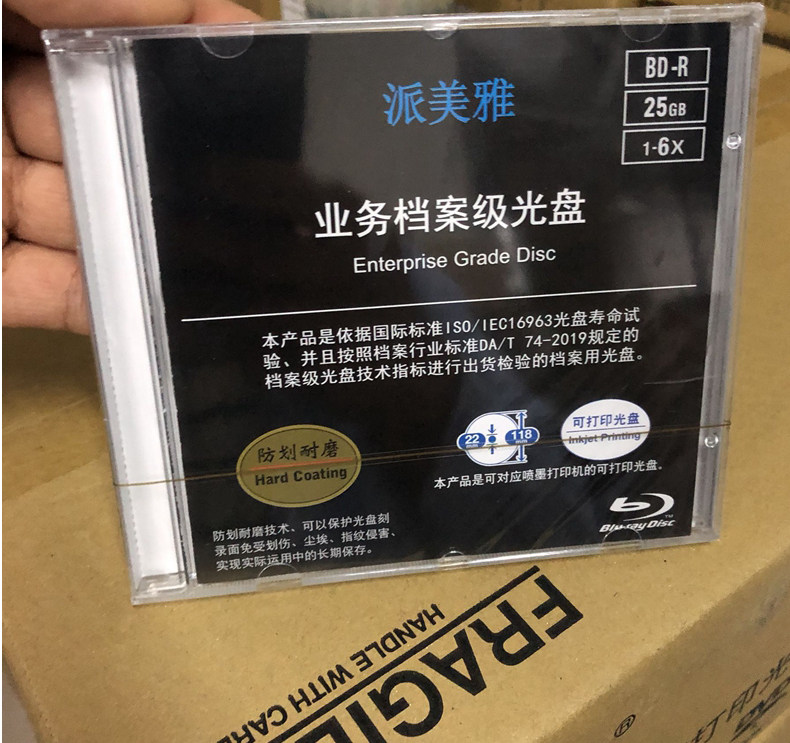 派美雅
BD-R
25GB
1-6X
业务档案级光盘
Enterprise Grade Disc
本产品是依据国际标准ISO/IEC16963光盘寿命试
验、并且按照档案行业标准DA/T 74-2019规定的
档案级光盘技术指标进行出货检验的档案用光盘。
防划耐磨
Hard Coating
22
mm
118
mm
可打印光盘
Inkjet Printing
本产品是可对应喷墨打印机的可打印光盘。
防划耐磨技术、可以保护光盘刻
录面免受划伤、尘埃、指纹侵害、
实现实际运用中的长期保存。
Blu-ray Disc
TM
FRAGILE
HANDLE WITH CARE
®
打印光